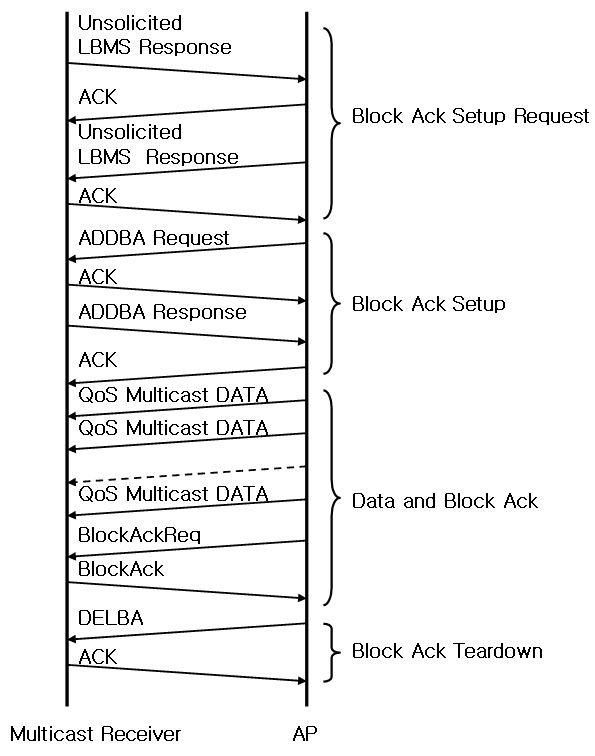 Unsolicited
LBMS Response
ACK
Block Ack Setup Request
Unsolicited
LBMS Response
ACK
ADDBA Request
ACK
Block Ack Setup
ADDBA Response
ACK
QoS Multicast DATA
QoS Multicast DATA
QoS Multicast DATA
Data and Block Ack
BlockAckReq
BlockAck
DELBA
Block Ack Teardown
ACK
Multicast Receiver
AP